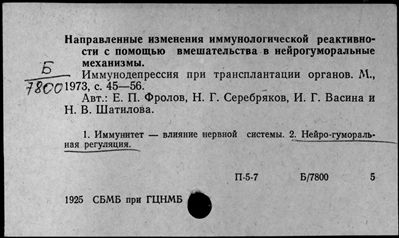 Направленные изменения иммунологической реактивно-
сти с помощью вмешательства в нейрогуморальные
механизмы.
Б
7800
Иммунодепрессия при трансплантации органов. М.,
1973, с. 45—56.
Авт.: Е. П. Фролов, Н. Г. Серебряков, И. Г. Васина и
Н. В. Шатилова.
1. Иммунитет — влияние нервной системы. 2. Нейро-гумораль-
ная регуляция.
П-5-7 Б/7800 5
1925 СБМБ при ГЦНМБ